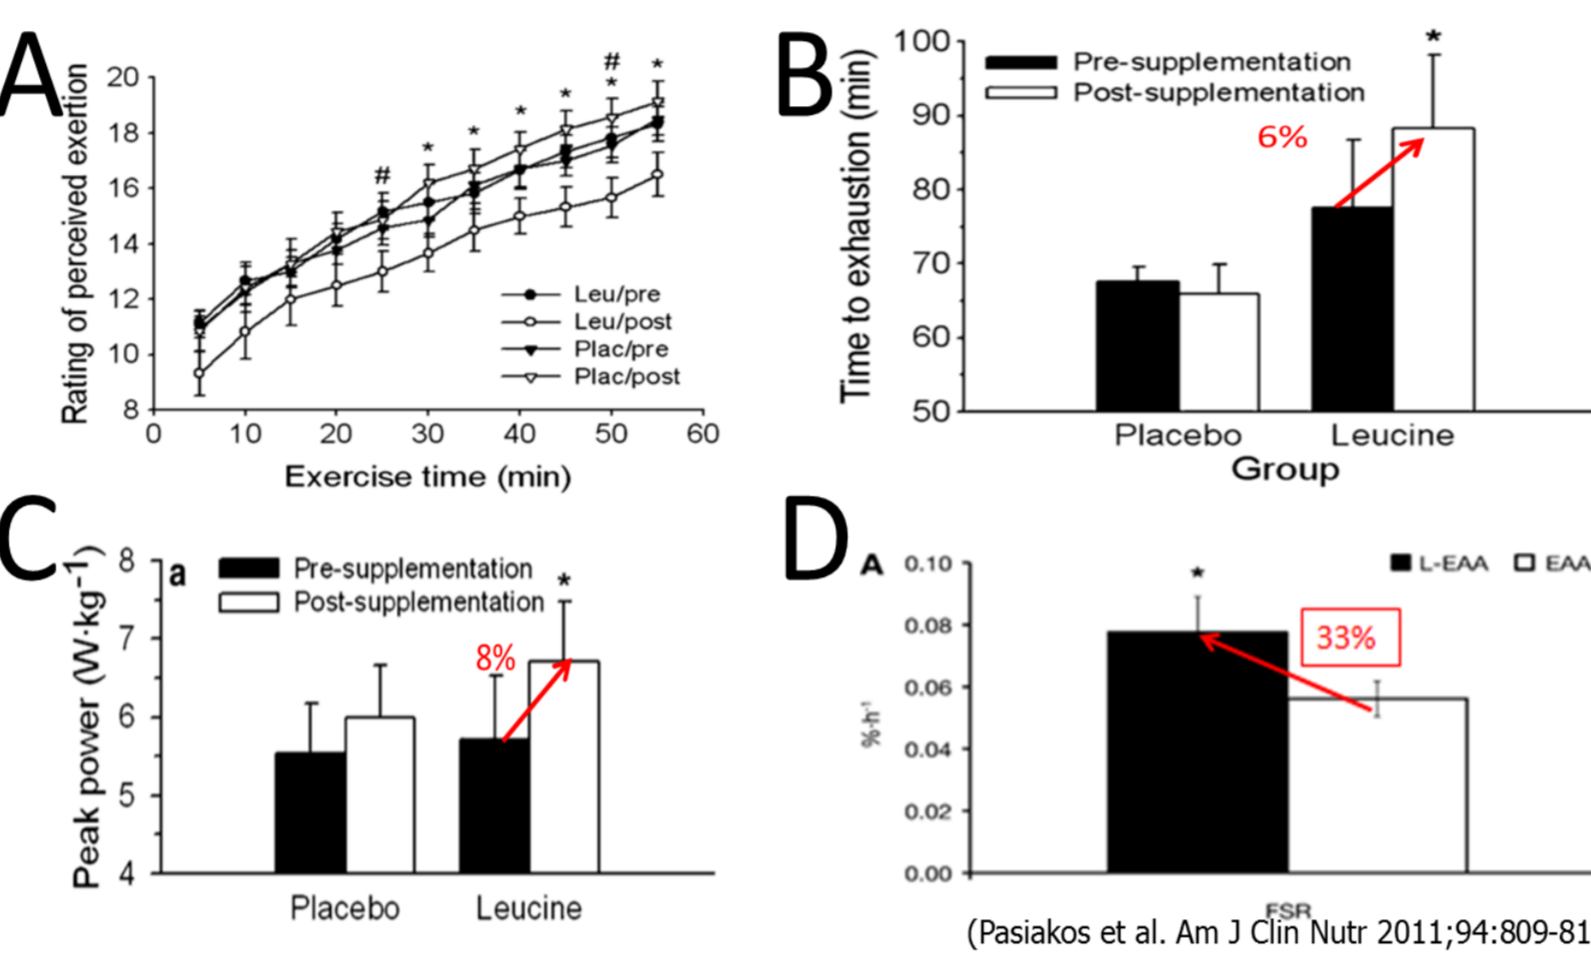 A
Rating of perceived exertion
20
18
16
14
12
10
8
# * * * * # * *
Leu/pre
Leu/post
Plac/pre
Plac/post
0 10 20 30 40 50 60
Exercise time (min)
B
Time to exhaustion (min)
100
90
80
70
60
50
Pre-supplementation
Post-supplementation
*
6%
Placebo Leucine
Group
C
Peak power (W·kg-1)
8
7
6
5
4
a
Pre-supplementation
Post-supplementation
*
8%
Placebo Leucine
D
A
%·h-1
0.10
0.08
0.06
0.04
0.02
0.00
L-EAA EAA
*
33%
FSR
(Pasiakos et al. Am J Clin Nutr 2011;94:809-81